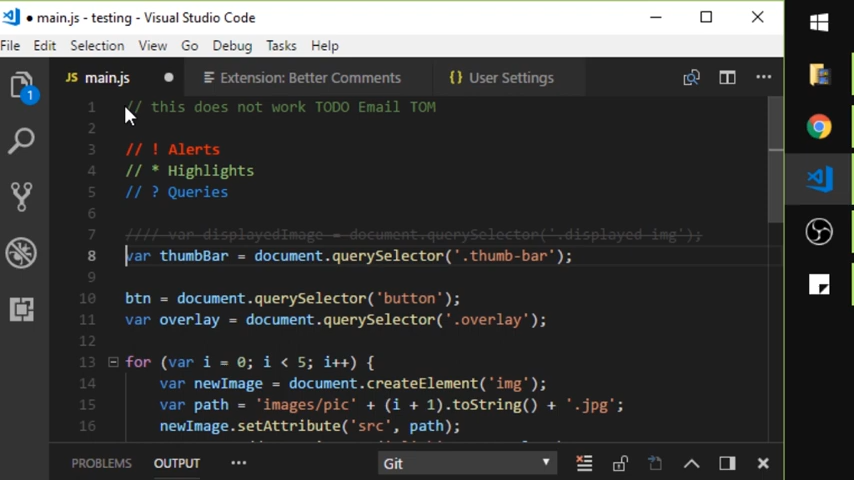 ● main.js - testing - Visual Studio Code
File Edit Selection View Go Debug Tasks Help
JS main.js ● Extension: Better Comments {} User Settings ...
1
1 // this does not work TODO Email TOM
2
3 // ! Alerts
4 // * Highlights
5 // ? Queries
6
7 //// var displayedImage = document.querySelector('.displayed-img');
8 var thumbBar = document.querySelector('.thumb-bar');
9
10 btn = document.querySelector('button');
11 var overlay = document.querySelector('.overlay');
12
13 for (var i = 0; i < 5; i++) {
14 var newImage = document.createElement('img');
15 var path = 'images/pic' + (i + 1).toString() + '.jpg';
16 newImage.setAttribute('src', path);
PROBLEMS OUTPUT ... Git